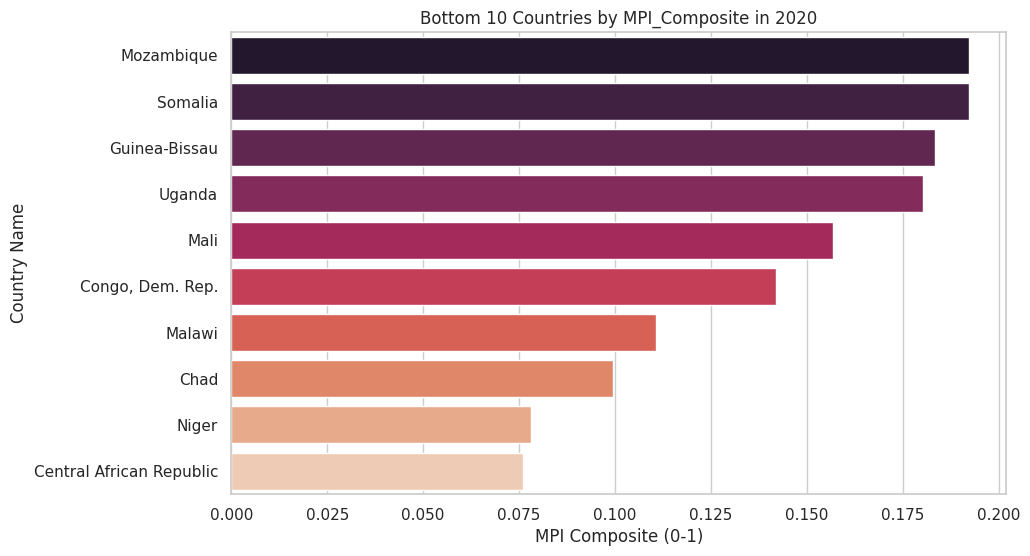 Bottom 10 Countries by MPI_Composite in 2020
Country Name
Mozambique
Somalia
Guinea-Bissau
Uganda
Mali
Congo, Dem. Rep.
Malawi
Chad
Niger
Central African Republic
0.000 0.025 0.050 0.075 0.100 0.125 0.150 0.175 0.200
MPI Composite (0-1)